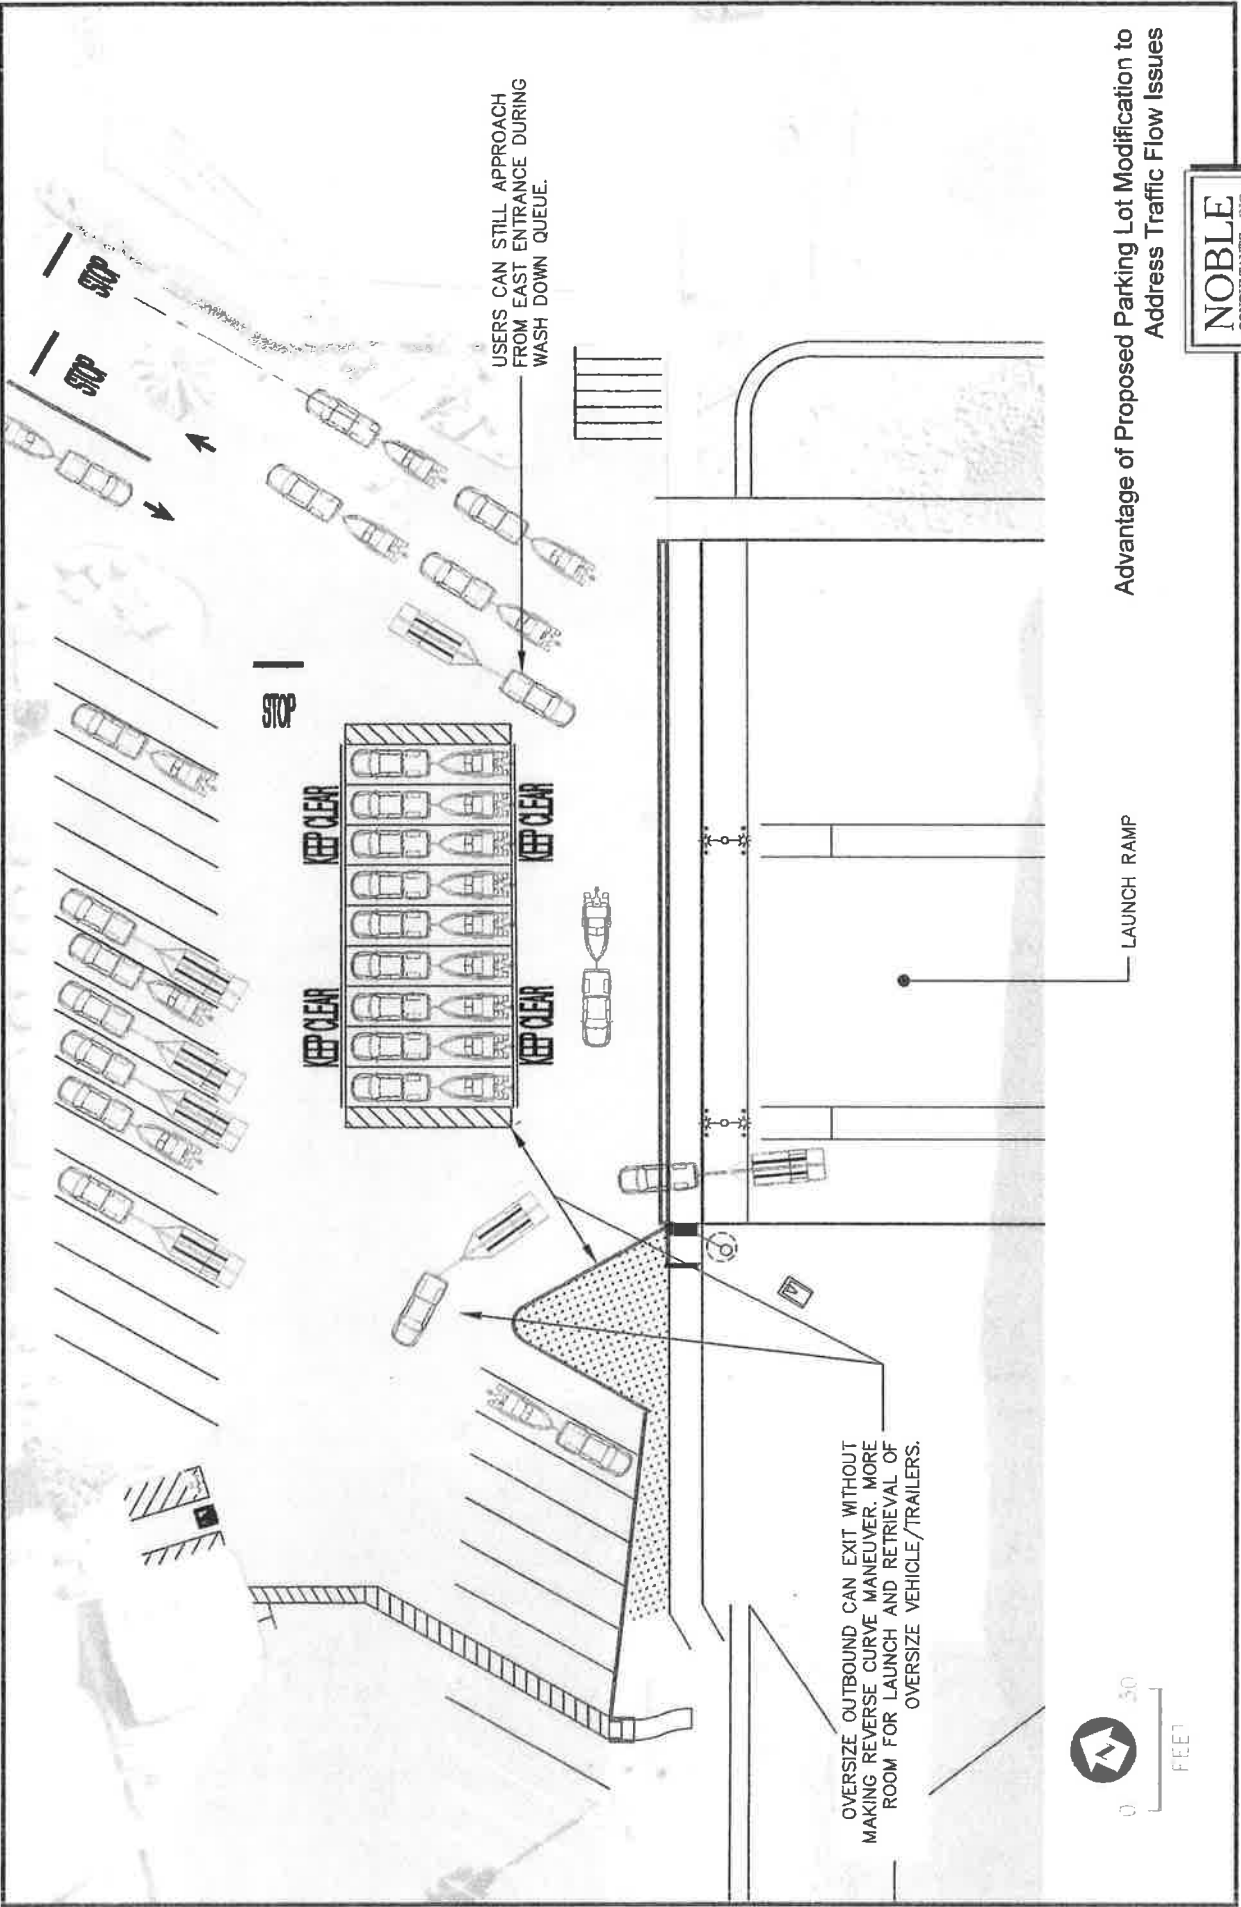 STOP
STOP
USERS CAN STILL APPROACH
FROM EAST ENTRANCE DURING
WASH DOWN QUEUE.
STOP
KEEP CLEAR
KEEP CLEAR
KEEP CLEAR
KEEP CLEAR
LAUNCH RAMP
OVERSIZE OUTBOUND CAN EXIT WITHOUT
MAKING REVERSE CURVE MANEUVER. MORE
ROOM FOR LAUNCH AND RETRIEVAL OF
OVERSIZE VEHICLE/TRAILERS.
N
0 30
FEET
Advantage of Proposed Parking Lot Modification to
Address Traffic Flow Issues
NOBLE